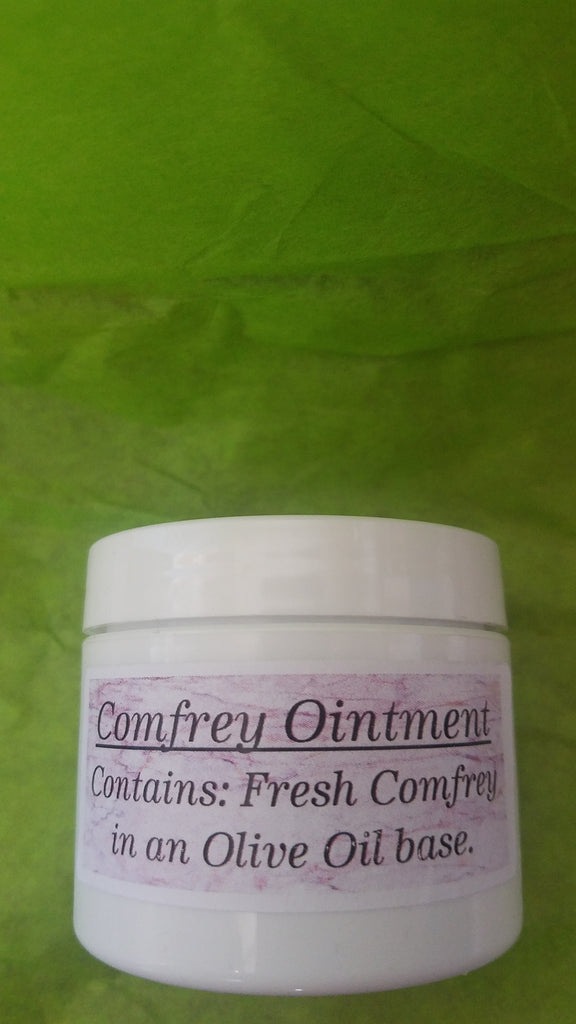 Comfrey Ointment
Contains: Fresh Comfrey
in an Olive Oil base.